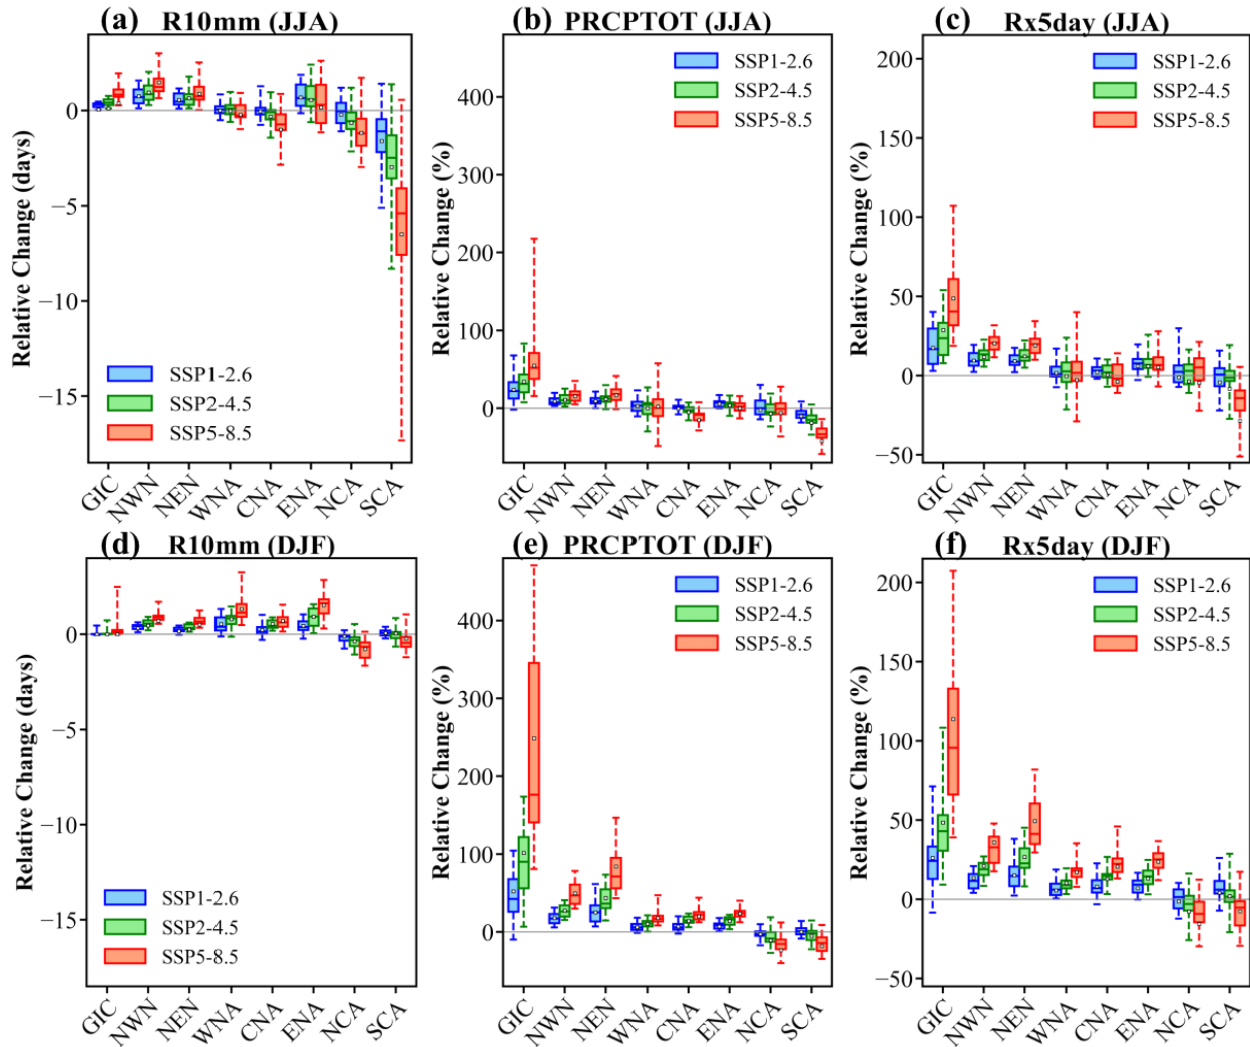 (a) R10mm (JJA)
Relative Change (days)
0
−5
−10
−15
SSP1-2.6
SSP2-4.5
SSP5-8.5
GIC NWN NEN WNA CNA ENA NCA SCA
(b) PRCPTOT (JJA)
Relative Change (%)
400
300
200
100
0
SSP1-2.6
SSP2-4.5
SSP5-8.5
GIC NWN NEN WNA CNA ENA NCA SCA
(c) Rx5day (JJA)
Relative Change (%)
200
150
100
50
0
−50
SSP1-2.6
SSP2-4.5
SSP5-8.5
GIC NWN NEN WNA CNA ENA NCA SCA
(d) R10mm (DJF)
Relative Change (days)
0
−5
−10
−15
SSP1-2.6
SSP2-4.5
SSP5-8.5
GIC NWN NEN WNA CNA ENA NCA SCA
(e) PRCPTOT (DJF)
Relative Change (%)
400
300
200
100
0
SSP1-2.6
SSP2-4.5
SSP5-8.5
GIC NWN NEN WNA CNA ENA NCA SCA
(f) Rx5day (DJF)
Relative Change (%)
200
150
100
50
0
−50
SSP1-2.6
SSP2-4.5
SSP5-8.5
GIC NWN NEN WNA CNA ENA NCA SCA